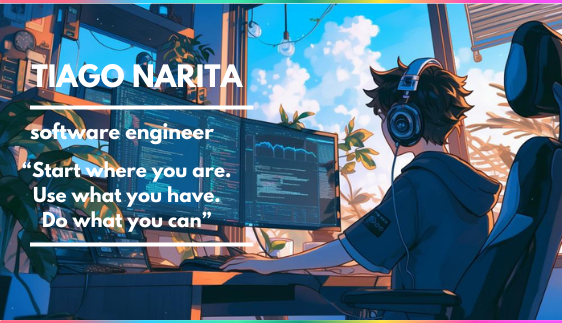 TIAGO NARITA
software engineer
“Start where you are.
Use what you have.
Do what you can”